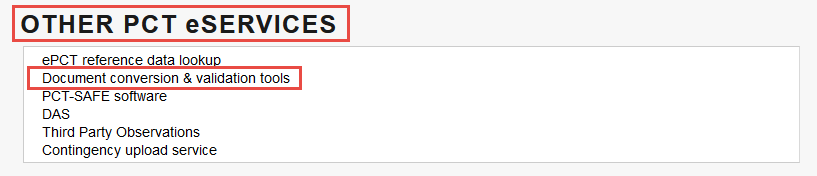 OTHER PCT eSERVICES
ePCT reference data lookup
Document conversion & validation tools
PCT-SAFE software
DAS
Third Party Observations
Contingency upload service